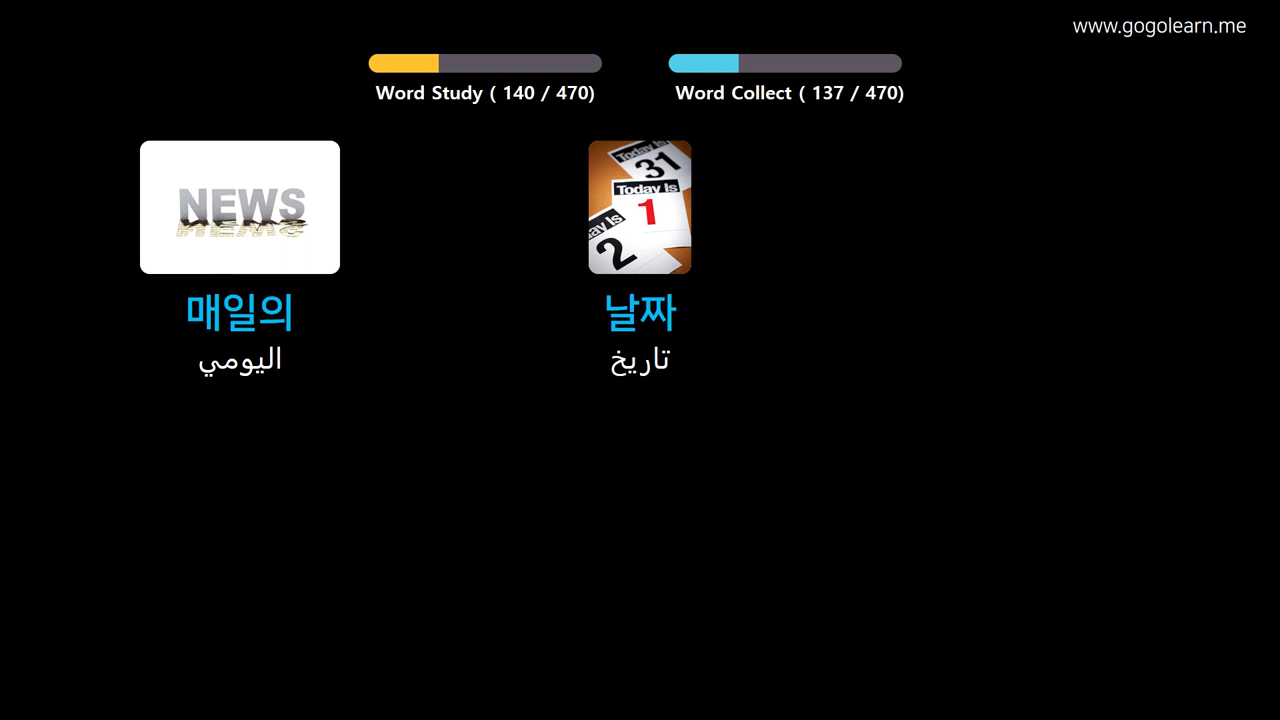 www.gogolearn.me
Word Study ( 140 / 470)
Word Collect ( 137 / 470)
NEWS
Today Is
31
Today Is
1
ay Is
2
매일의
날짜
اليومي
تاريخ